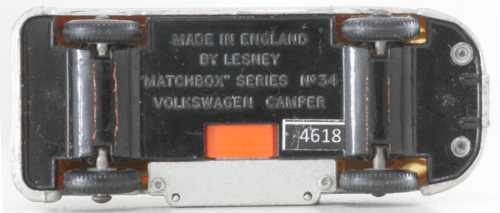 MADE IN ENGLAND
BY LESNEY
"MATCHBOX" SERIES Nº34
VOLKSWAGEN CAMPER
4618